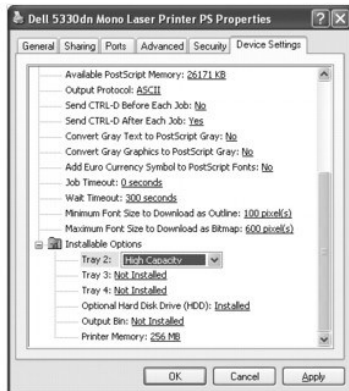 Dell 5330dn Mono Laser Printer PS Properties
General Sharing Ports Advanced Security Device Settings
Available PostScript Memory: 26171 KB
Output Protocol: ASCII
Send CTRL-D Before Each Job: No
Send CTRL-D After Each Job: Yes
Convert Gray Text to PostScript Gray: No
Convert Gray Graphics to PostScript Gray: No
Add Euro Currency Symbol to PostScript Fonts: No
Job Timeout: 0 seconds
Wait Timeout: 300 seconds
Minimum Font Size to Download as Outline: 100 pixel(s)
Maximum Font Size to Download as Bitmap: 600 pixel(s)
Installable Options
Tray 2: High Capacity
Tray 3: Not Installed
Tray 4: Not Installed
Optional Hard Disk Drive (HDD): Installed
Output Bin: Not Installed
Printer Memory: 256 MB
OK Cancel Apply